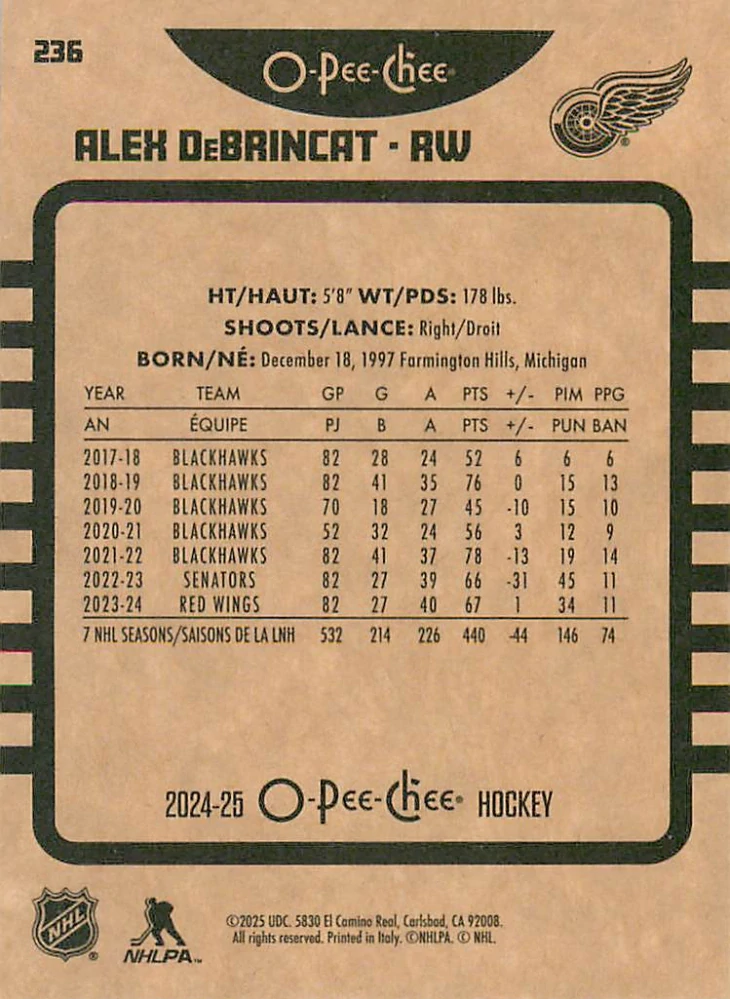 236
O-Pee-Chee
ALEX DeBRINCAT - RW
HT/HAUT: 5'8" WT/PDS: 178 lbs.
SHOOTS/LANCE: Right/Droit
BORN/NÉ: December 18, 1997 Farmington Hills, Michigan
YEAR TEAM GP G A PTS +/- PIM PPG
AN ÉQUIPE PJ B A PTS +/- PUN BAN
2017-18 BLACKHAWKS 82 28 24 52 6 6 6
2018-19 BLACKHAWKS 82 41 35 76 0 15 13
2019-20 BLACKHAWKS 70 18 27 45 -10 15 10
2020-21 BLACKHAWKS 52 32 24 56 3 12 9
2021-22 BLACKHAWKS 82 41 37 78 -13 19 14
2022-23 SENATORS 82 27 39 66 -31 45 11
2023-24 RED WINGS 82 27 40 67 1 34 11
7 NHL SEASONS/SAISONS DE LA LNH 532 214 226 440 -44 146 74
2024-25 O-Pee-Chee® HOCKEY
NHL®
NHLPA™
©2025 UDC. 5830 El Camino Real, Carlsbad, CA 92008.
All rights reserved. Printed in Italy. ©NHLPA. © NHL.